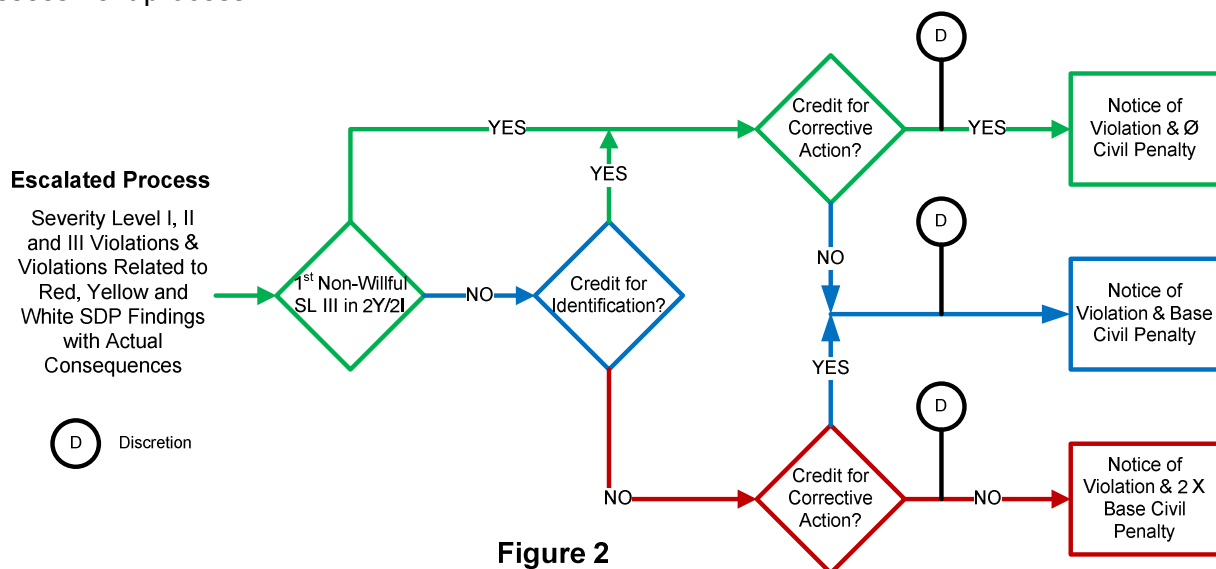 Escalated Process
Severity Level I, II
and III Violations &
Violations Related to
Red, Yellow and
White SDP Findings
with Actual
Consequences
D Discretion
1st Non-Willful
SL III in 2Y/2I
YES
NO
Credit for
Identification?
YES
NO
Credit for
Corrective
Action?
D
YES
Notice of
Violation & Ø
Civil Penalty
NO
D
Notice of
Violation & Base
Civil Penalty
YES
Credit for
Corrective
Action?
D
NO
Notice of
Violation & 2 X
Base Civil
Penalty
Figure 2